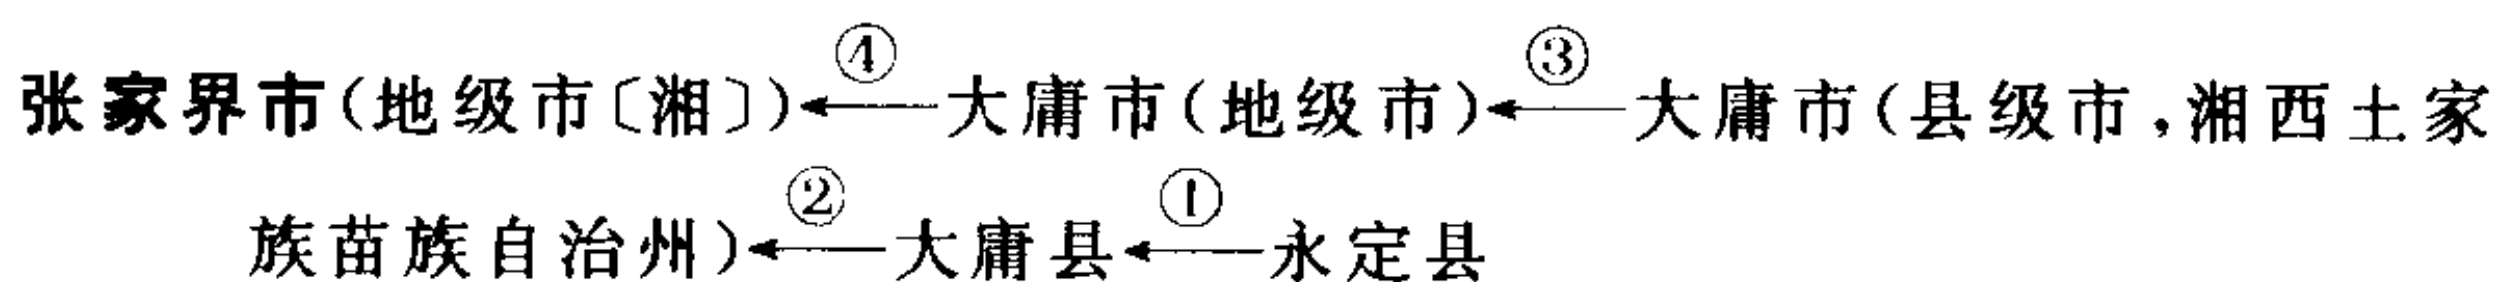 张家界市(地级市〔湘〕)←④大庸市(地级市)←③大庸市(县级市,湘西土家
族苗族自治州)←②大庸县←①永定县